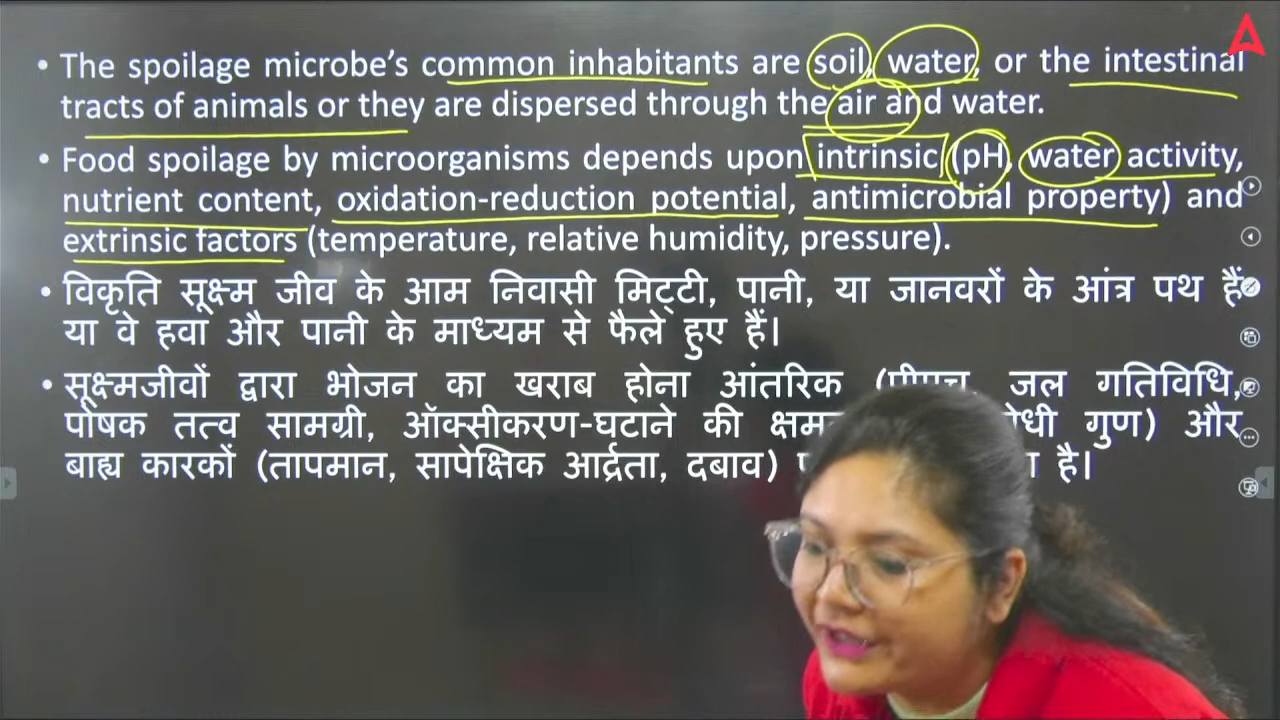 • The spoilage microbe's common inhabitants are soil, water, or the intestinal
tracts of animals or they are dispersed through the air and water.
• Food spoilage by microorganisms depends upon intrinsic (pH, water activity,
nutrient content, oxidation-reduction potential, antimicrobial property) and
extrinsic factors (temperature, relative humidity, pressure).
• विकृति सूक्ष्म जीव के आम निवासी मिट्टी, पानी, या जानवरों के आंत्र पथ हैं
या वे हवा और पानी के माध्यम से फैले हुए हैं।
• सूक्ष्मजीवों द्वारा भोजन का खराब होना आंतरिक जल गतिविधि,
पोषक तत्व सामग्री, ऑक्सीकरण-घटाने की गुण) और
बाह्य कारकों (तापमान, सापेक्षिक आर्द्रता, दबाव) है।